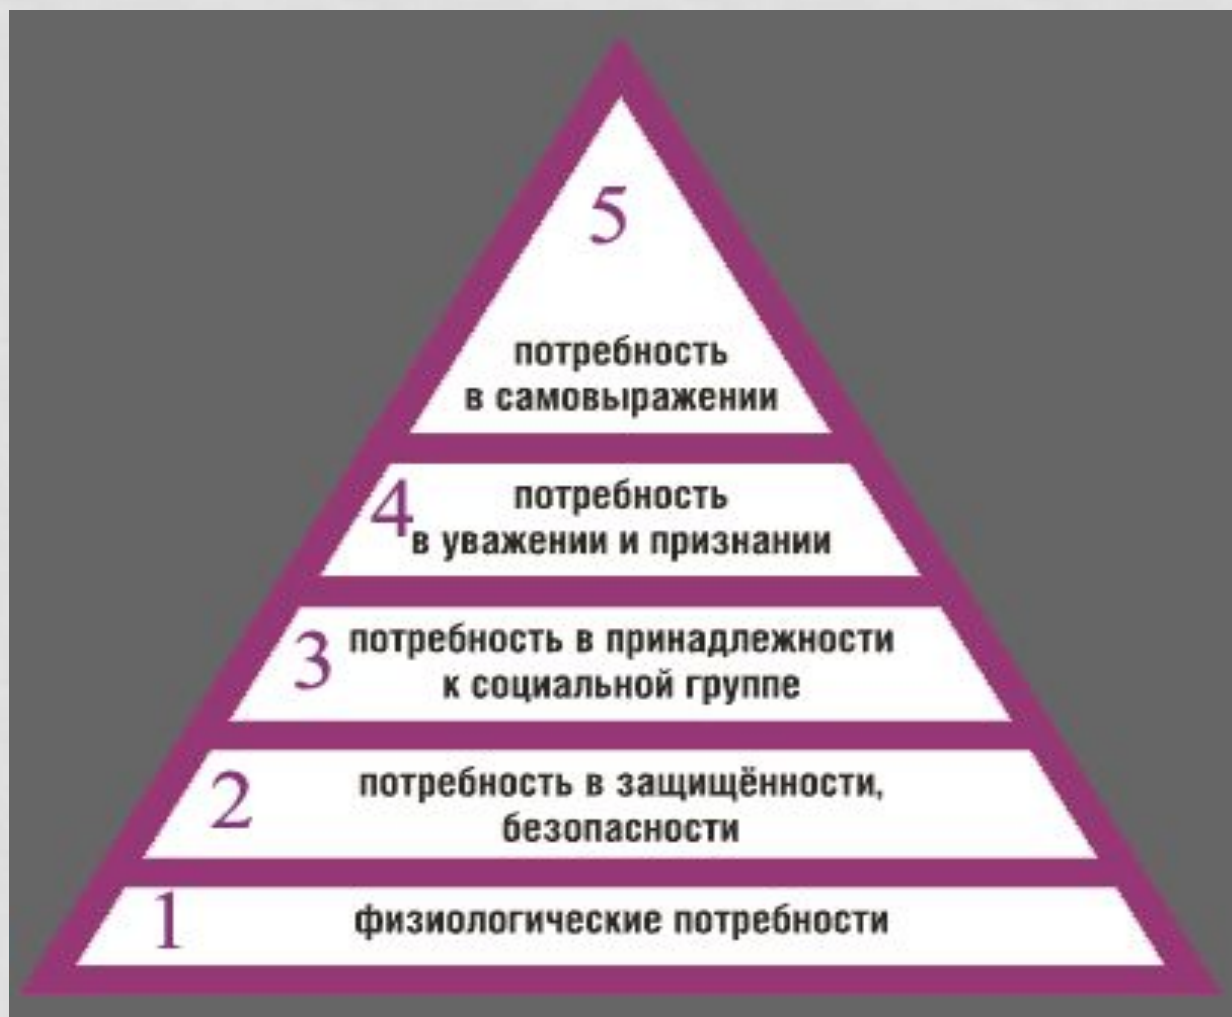 5
потребность
в самовыражении
4
потребность
в уважении и признании
3
потребность в принадлежности
к социальной группе
2
потребность в защищённости,
безопасности
1
физиологические потребности